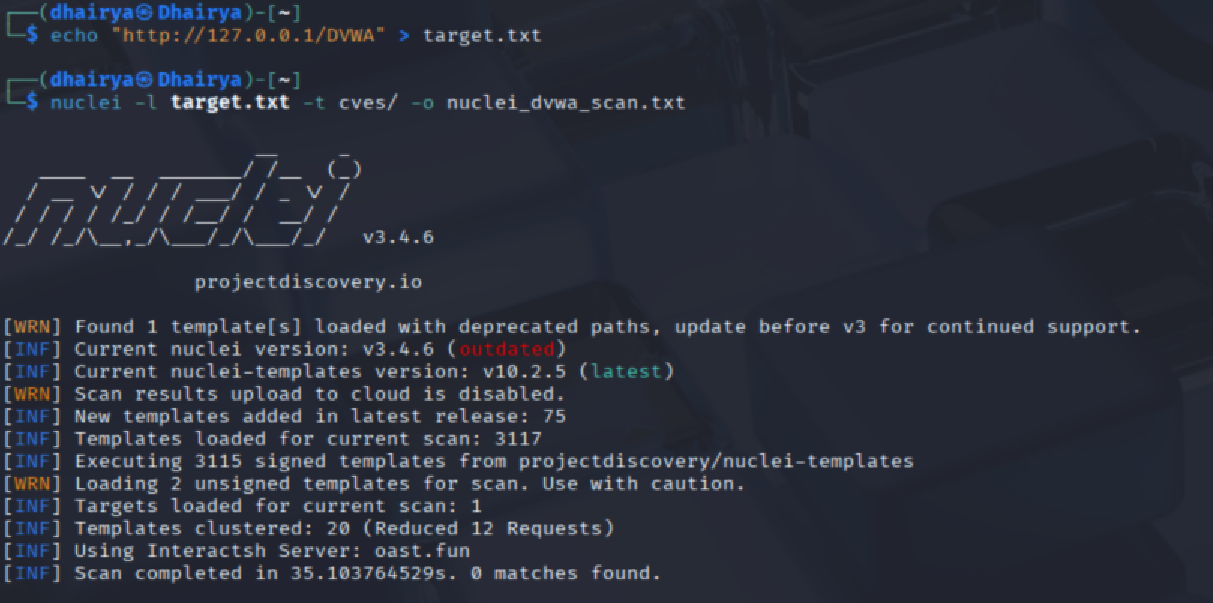 (dhairya㉿Dhairya)-[~]
$ echo "http://127.0.0.1/DVWA" > target.txt
(dhairya㉿Dhairya)-[~]
$ nuclei -l target.txt -t cves/ -o nuclei_dvwa_scan.txt
nuclei v3.4.6
projectdiscovery.io
[WRN] Found 1 template[s] loaded with deprecated paths, update before v3 for continued support.
[INF] Current nuclei version: v3.4.6 (outdated)
[INF] Current nuclei-templates version: v10.2.5 (latest)
[WRN] Scan results upload to cloud is disabled.
[INF] New templates added in latest release: 75
[INF] Templates loaded for current scan: 3117
[INF] Executing 3115 signed templates from projectdiscovery/nuclei-templates
[WRN] Loading 2 unsigned templates for scan. Use with caution.
[INF] Targets loaded for current scan: 1
[INF] Templates clustered: 20 (Reduced 12 Requests)
[INF] Using Interactsh Server: oast.fun
[INF] Scan completed in 35.103764529s. 0 matches found.